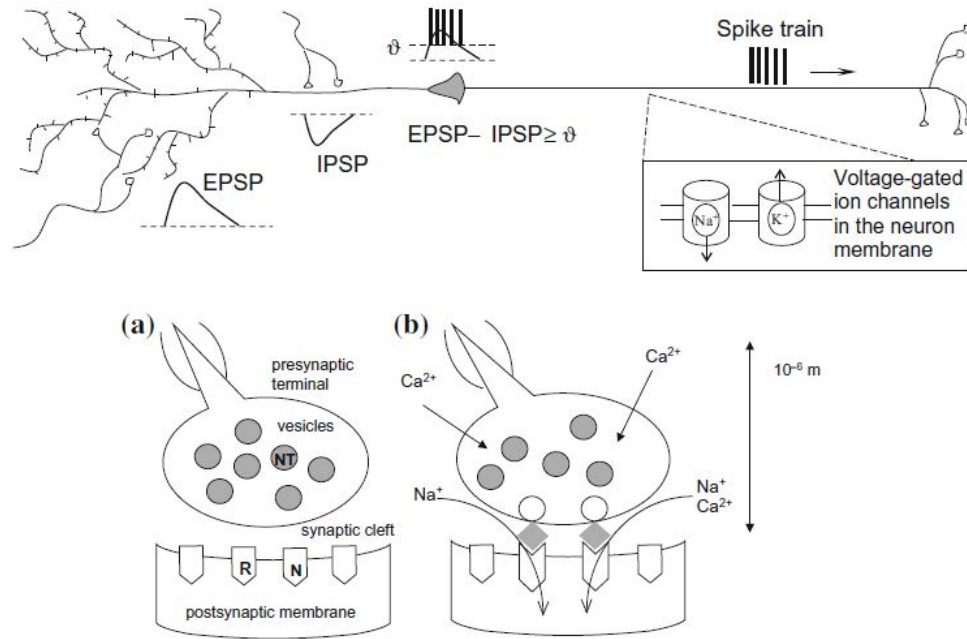 ϑ
Spike train
IPSP
EPSP– IPSP≥ ϑ
EPSP
Na⁺
K⁺
Voltage-gated
ion channels
in the neuron
membrane
(a)
presynaptic
terminal
vesicles
NT
synaptic cleft
R
N
postsynaptic membrane
(b)
Ca²⁺
Ca²⁺
10⁻⁶ m
Na⁺
Na⁺
Ca²⁺